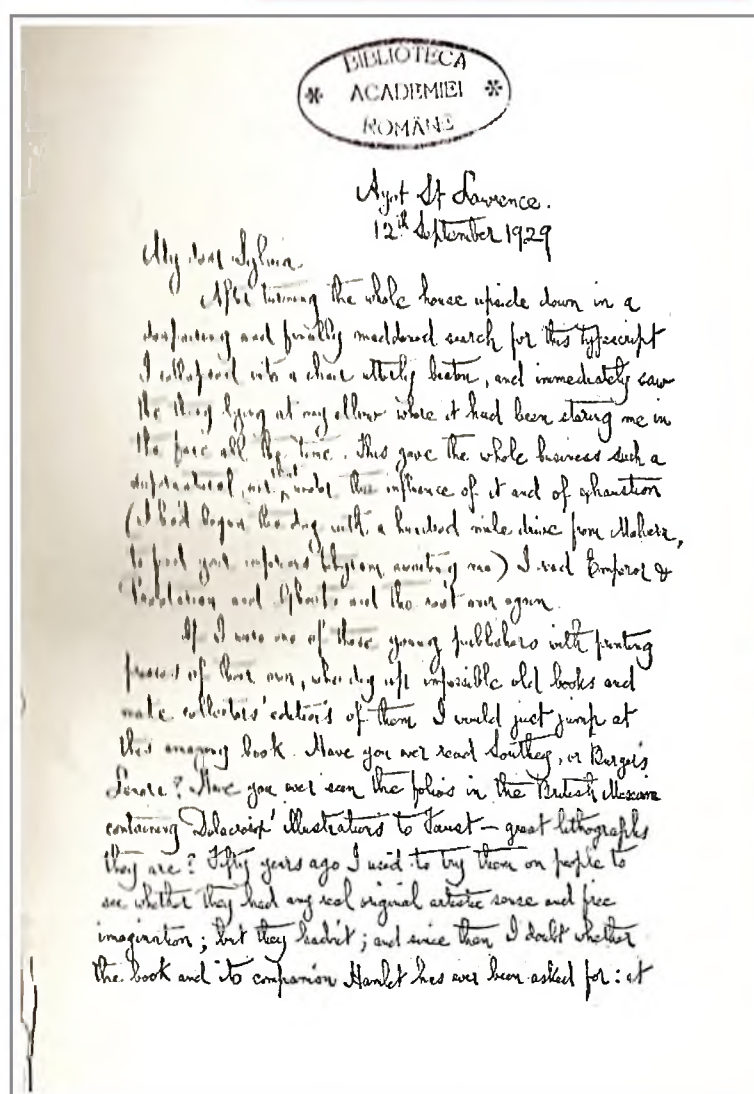 BIBLIOTECA
ACADEMIEI
ROMÂNE
Ayot St Lawrence.
12th September 1929
My dear Sylvia
After turning the whole house upside down in a
despairing and finally maddened search for this typescript
I collapsed into a chair utterly beaten, and immediately saw
the thing lying at my elbow where it had been staring me in
the face all the time. This gave the whole business such a
supernatural that under the influence of it and of exhaustion
(I had begun the day with a hundred mile drive from Malvern,
to find your telegram awaiting me) I read Emperor &
Galilean and Ghosts and the rest over again.
If I were one of those young publishers with printing
presses of their own, who dig up impossible old books and
make collectors' editions of them I would just jump at
this amazing book. Have you ever read Southey, or Burger's
Lenore? Have you ever seen the folios in the British Museum
containing Delacroix' illustrations to Faust — great lithographs
they are? Fifty years ago I used to try them on people to
see whether they had any real original artistic sense and free
imagination; but they hadn't; and since then I doubt whether
the book and its companion Hamlet has ever been asked for: at